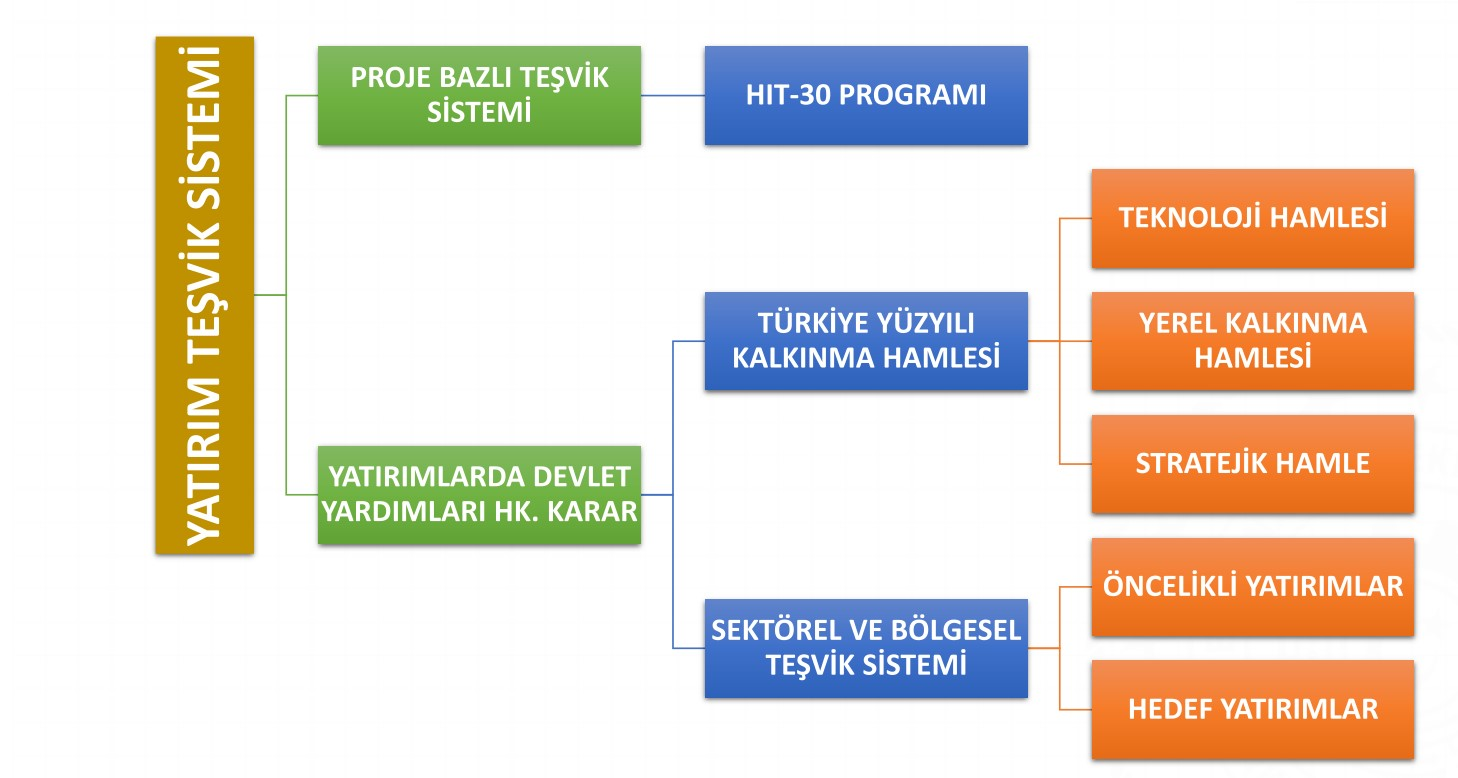 YATIRIM TEŞVİK SİSTEMİ
PROJE BAZLI TEŞVİK
SİSTEMİ
HIT-30 PROGRAMI
YATIRIMLARDA DEVLET
YARDIMLARI HK. KARAR
TÜRKİYE YÜZYILI
KALKINMA HAMLESİ
TEKNOLOJİ HAMLESİ
YEREL KALKINMA
HAMLESİ
STRATEJİK HAMLE
SEKTÖREL VE BÖLGESEL
TEŞVİK SİSTEMİ
ÖNCELİKLİ YATIRIMLAR
HEDEF YATIRIMLAR